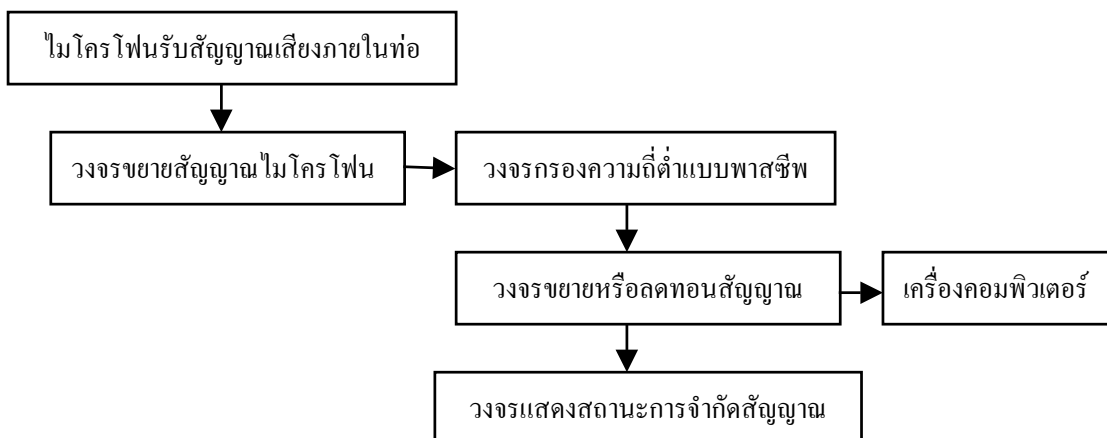 ไมโครโฟนรับสัญญาณเสียงภายในท่อ
วงจรขยายสัญญาณไมโครโฟน
วงจรกรองความถี่ต่ำแบบพาสซีพ
วงจรขยายหรือลดทอนสัญญาณ
เครื่องคอมพิวเตอร์
วงจรแสดงสถานะการจำกัดสัญญาณ